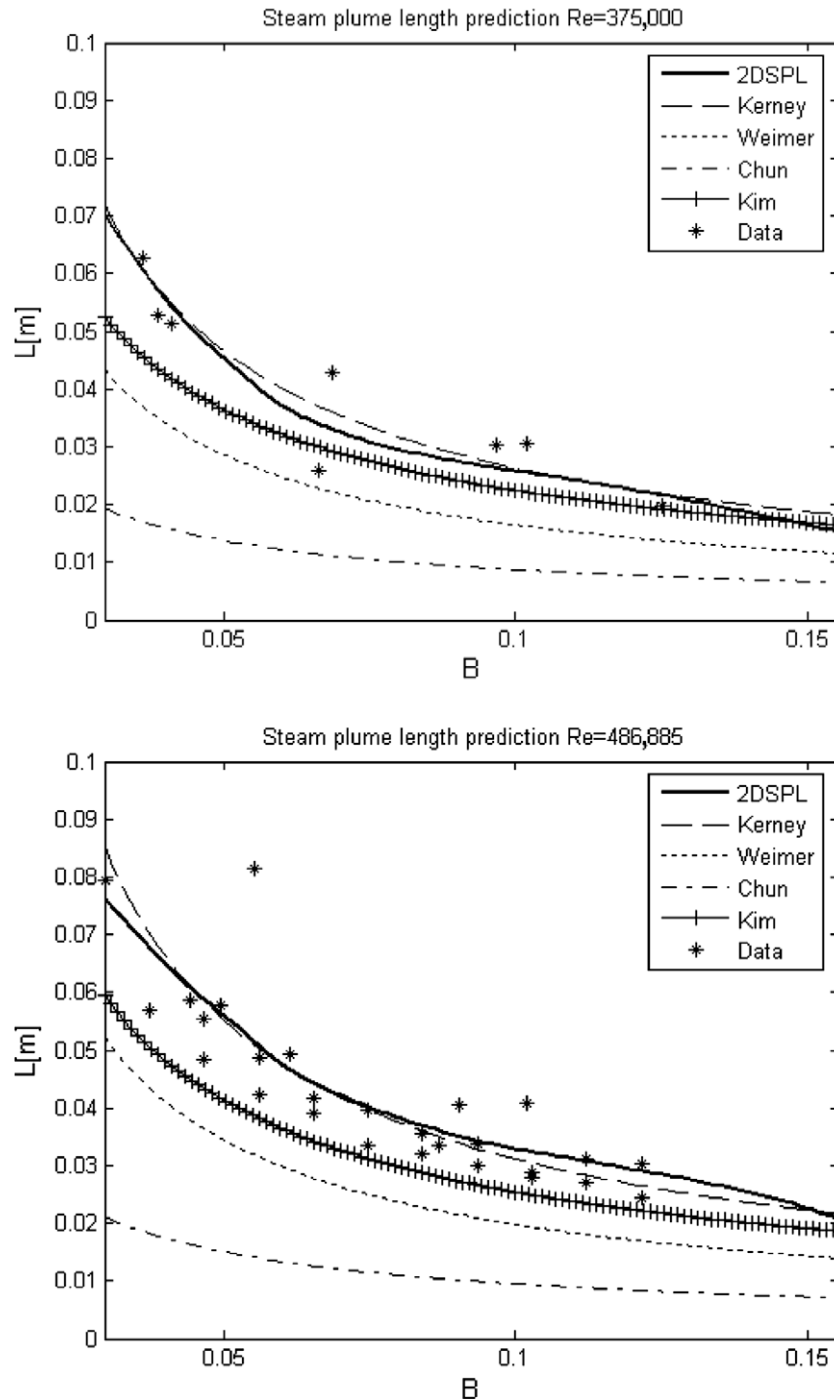 Steam plume length prediction Re=375,000
0.1
0.09
0.08
0.07
0.06
0.05
0.04
0.03
0.02
0.01
0
L[m]
2DSPL
Kerney
Weimer
Chun
Kim
Data
0.05
0.1
0.15
B
Steam plume length prediction Re=486,885
0.1
0.09
0.08
0.07
0.06
0.05
0.04
0.03
0.02
0.01
0
L[m]
2DSPL
Kerney
Weimer
Chun
Kim
Data
0.05
0.1
0.15
B